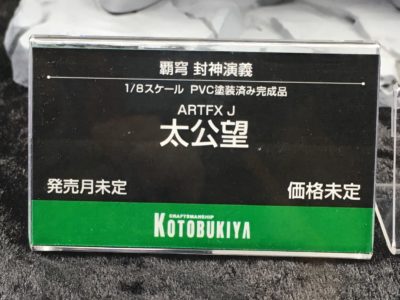 覇穹 封神演義
1/8スケール PVC塗装済み完成品
ARTFX J
太公望
発売月未定 価格未定
CRAFTSMANSHIP
KOTOBUKIYA